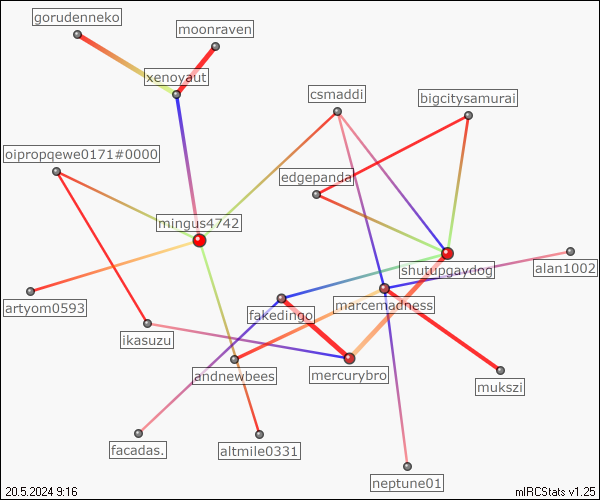 gorudenneko
moonraven
xenoyaut
csmaddi
bigcitysamurai
oipropqewe0171#0000
edgepanda
mingus4742
shutupgaydog
alan1002
artyom0593
fakedingo
marcemadness
ikasuzu
andnewbees
mercurybro
mukszi
facadas.
altmile0331
neptune01
20.5.2024 9:16
mIRCStats v1.25